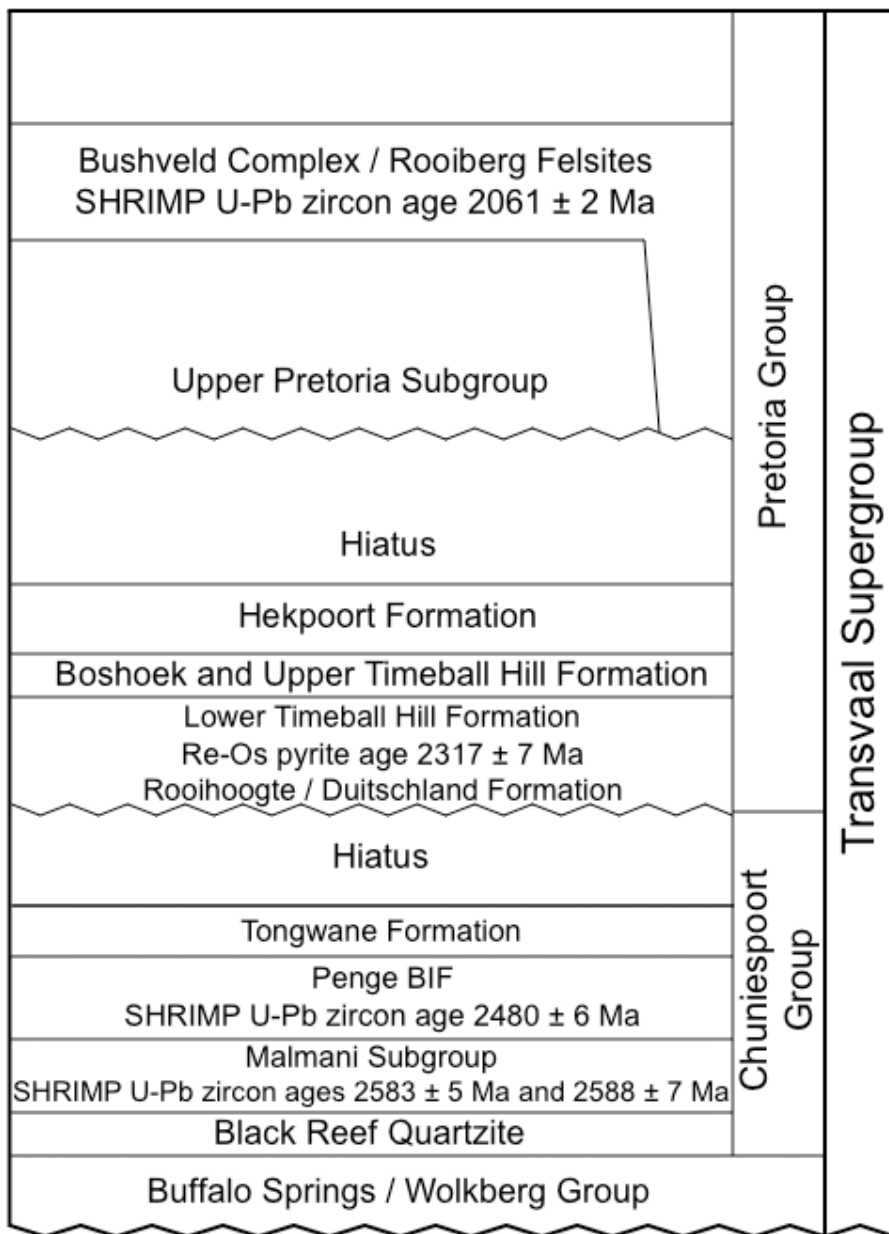 Bushveld Complex / Rooiberg Felsites
SHRIMP U-Pb zircon age 2061 ± 2 Ma
Upper Pretoria Subgroup
Hiatus
Hekpoort Formation
Boshoek and Upper Timeball Hill Formation
Lower Timeball Hill Formation
Re-Os pyrite age 2317 ± 7 Ma
Rooihoogte / Duitschland Formation
Hiatus
Tongwane Formation
Penge BIF
SHRIMP U-Pb zircon age 2480 ± 6 Ma
Malmani Subgroup
SHRIMP U-Pb zircon ages 2583 ± 5 Ma and 2588 ± 7 Ma
Black Reef Quartzite
Buffalo Springs / Wolkberg Group
Pretoria Group
Chuniespoort
Group
Transvaal Supergroup